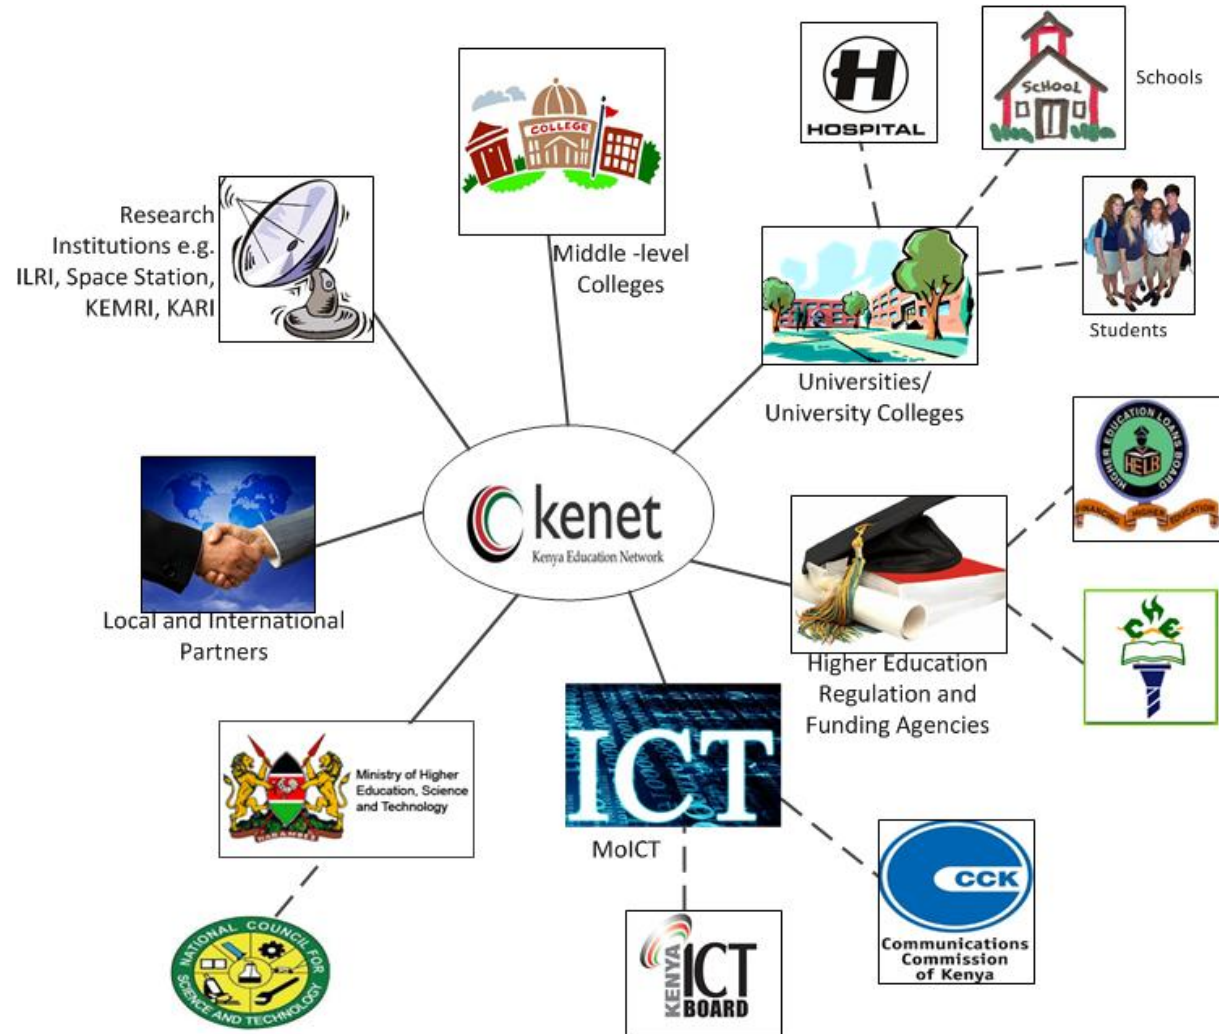 HOSPITAL
SCHOOL
Schools
COLLEGE
Middle -level
Colleges
Research
Institutions e.g.
ILRI, Space Station,
KEMRI, KARI
Students
Universities/
University Colleges
HIGHER EDUCATION LOANS BOARD
HELB
FINANCING HIGHER EDUCATION
kenet
Kenya Education Network
Local and International
Partners
CHE
Higher Education
Regulation and
Funding Agencies
ICT
MoICT
Ministry of Higher
Education, Science
and Technology
HARAMBEE
CCK
Communications
Commission
of Kenya
KENYA
ICT
BOARD
NATIONAL COUNCIL FOR
SCIENCE AND TECHNOLOGY